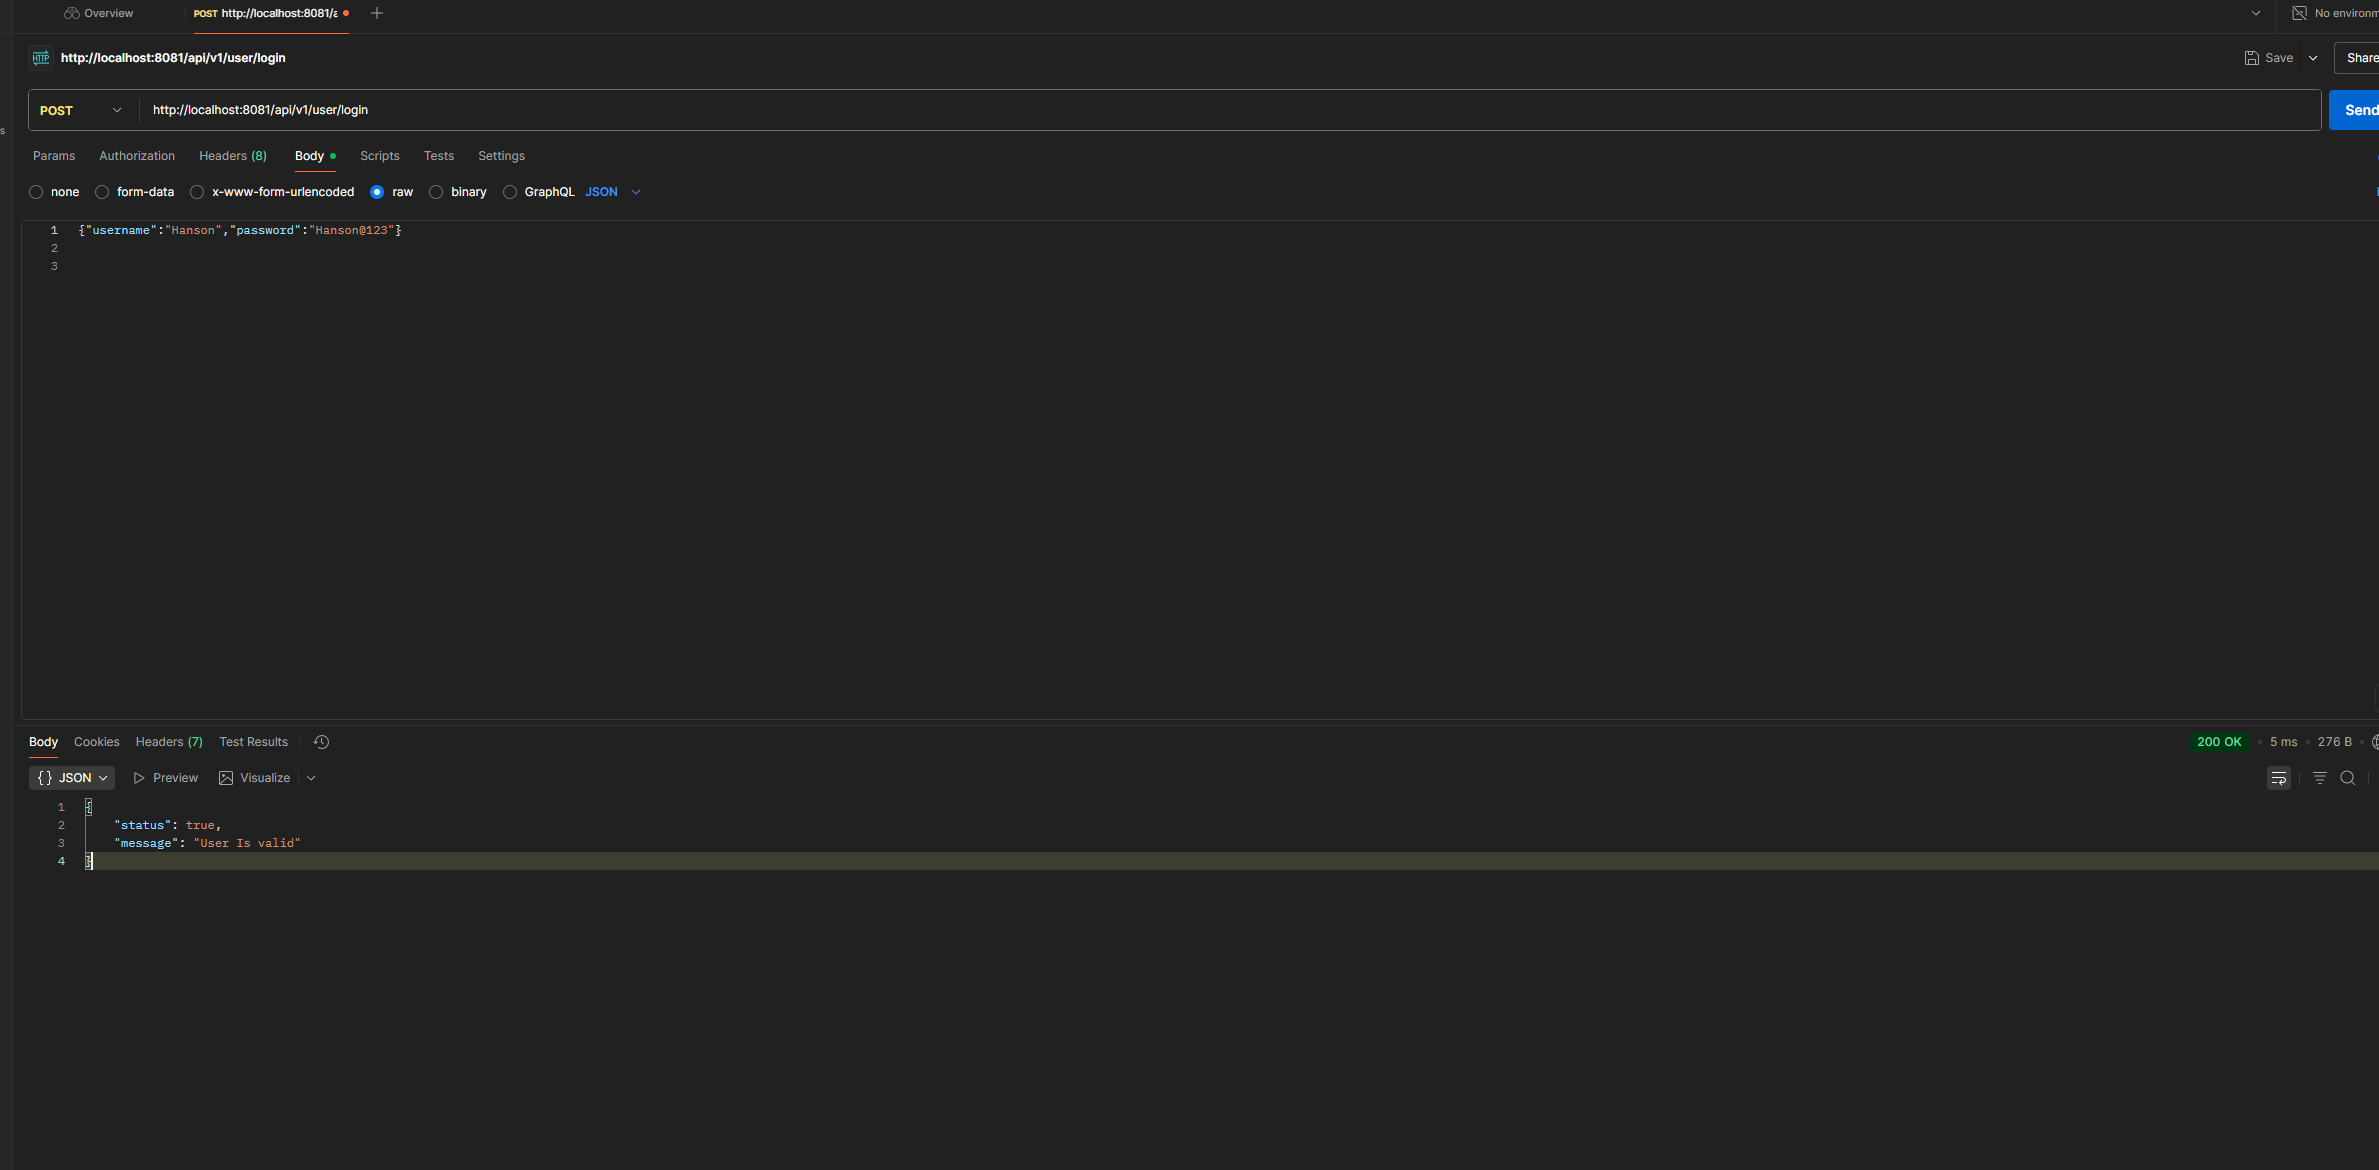 Overview POST http://localhost:8081/a No environm
HTTP http://localhost:8081/api/v1/user/login Save Share
POST http://localhost:8081/api/v1/user/login Send
s
Params Authorization Headers (8) Body Scripts Tests Settings
none form-data x-www-form-urlencoded raw binary GraphQL JSON
1 {"username":"Hanson","password":"Hanson@123"}
2
3
Body Cookies Headers (7) Test Results 200 OK • 5 ms • 276 B •
{} JSON Preview Visualize
1 {
2 "status": true,
3 "message": "User Is valid"
4 }